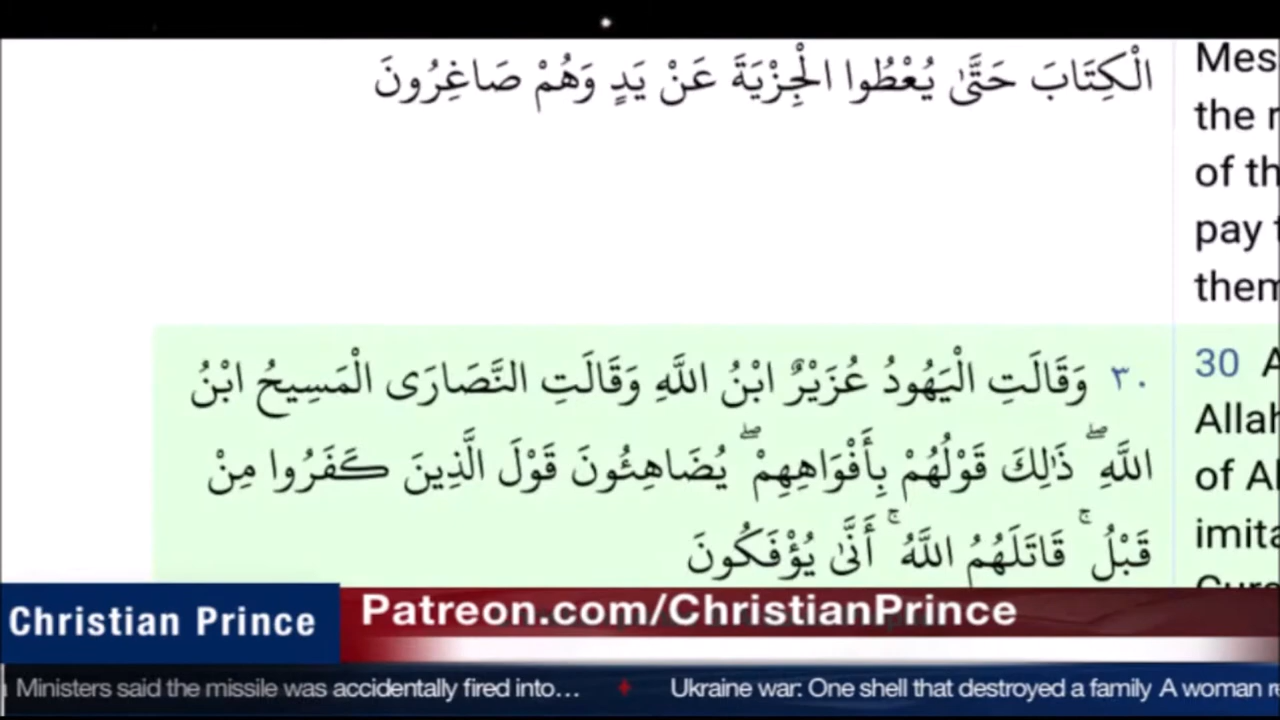 الْكِتَابَ حَتَّىٰ يُعْطُوا الْجِزْيَةَ عَنْ يَدٍ وَهُمْ صَاغِرُونَ
٣٠ وَقَالَتِ الْيَهُودُ عُزَيْرٌ ابْنُ اللَّهِ وَقَالَتِ النَّصَارَى الْمَسِيحُ ابْنُ
اللَّهِ ۖ ذَٰلِكَ قَوْلُهُمْ بِأَفْوَاهِهِمْ ۖ يُضَاهِئُونَ قَوْلَ الَّذِينَ كَفَرُوا مِنْ
قَبْلُ ۚ قَاتَلَهُمُ اللَّهُ ۚ أَنَّىٰ يُؤْفَكُونَ
Mes
the
of th
pay
them
30 A
Allah
of Al
imita
Christian Prince
Patreon.com/ChristianPrince
Ministers said the missile was accidentally fired into… ♦ Ukraine war: One shell that destroyed a family A woman re